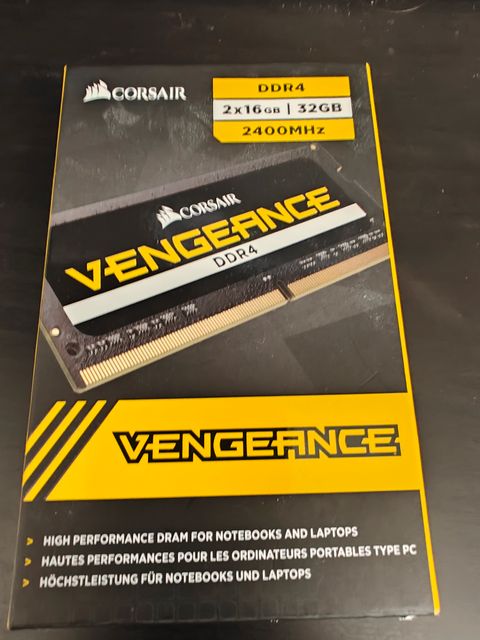 CORSAIR
DDR4
2x16GB | 32GB
2400MHz
CORSAIR
VENGEANCE
DDR4
VENGEANCE
> HIGH PERFORMANCE DRAM FOR NOTEBOOKS AND LAPTOPS
> HAUTES PERFORMANCES POUR LES ORDINATEURS PORTABLES TYPE PC
> HÖCHSTLEISTUNG FÜR NOTEBOOKS UND LAPTOPS